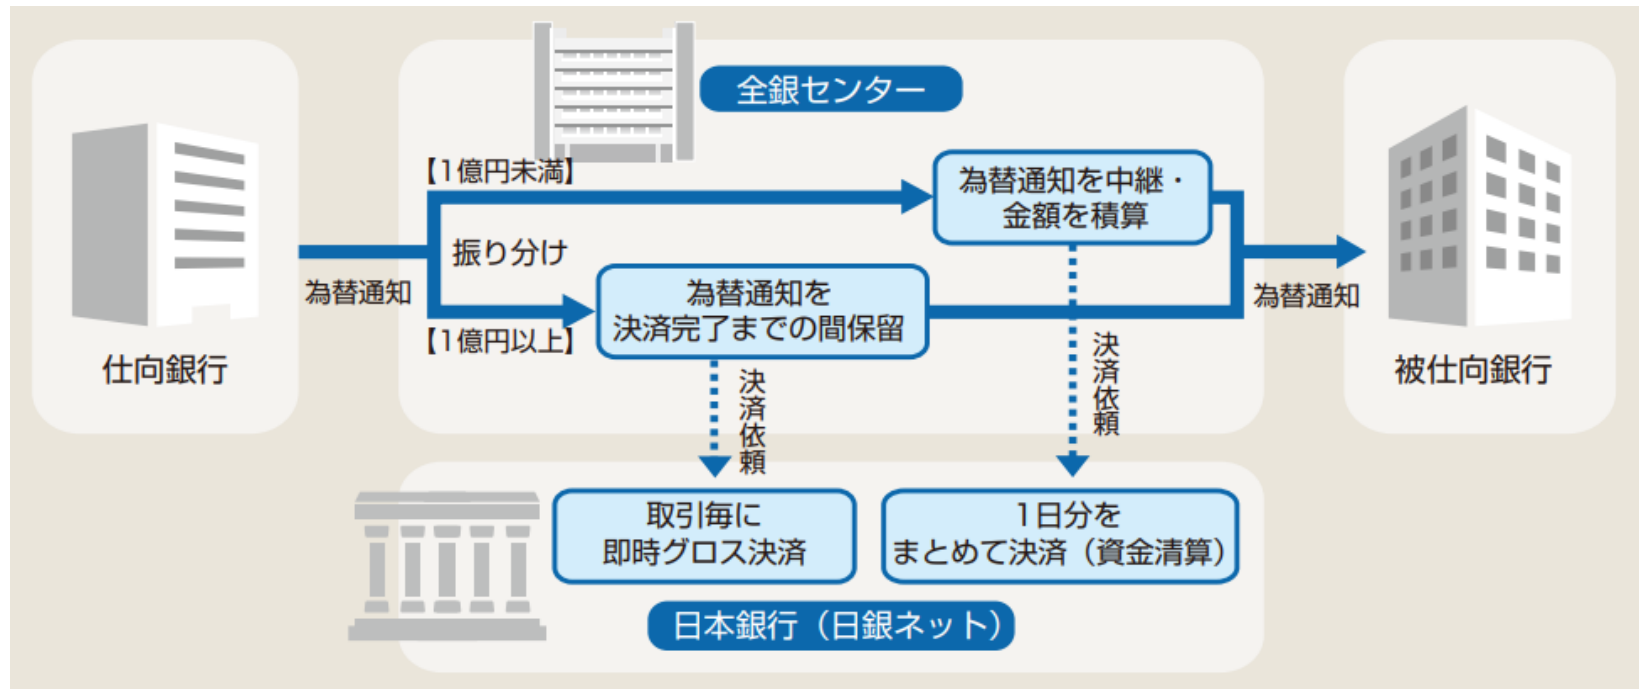 全銀センター
【1億円未満】
為替通知を中継・
金額を積算
振り分け
為替通知
為替通知を
決済完了までの間保留
為替通知
【1億円以上】
仕向銀行
被仕向銀行
決済依頼
決済依頼
取引毎に
即時グロス決済
1日分を
まとめて決済（資金清算）
日本銀行（日銀ネット）